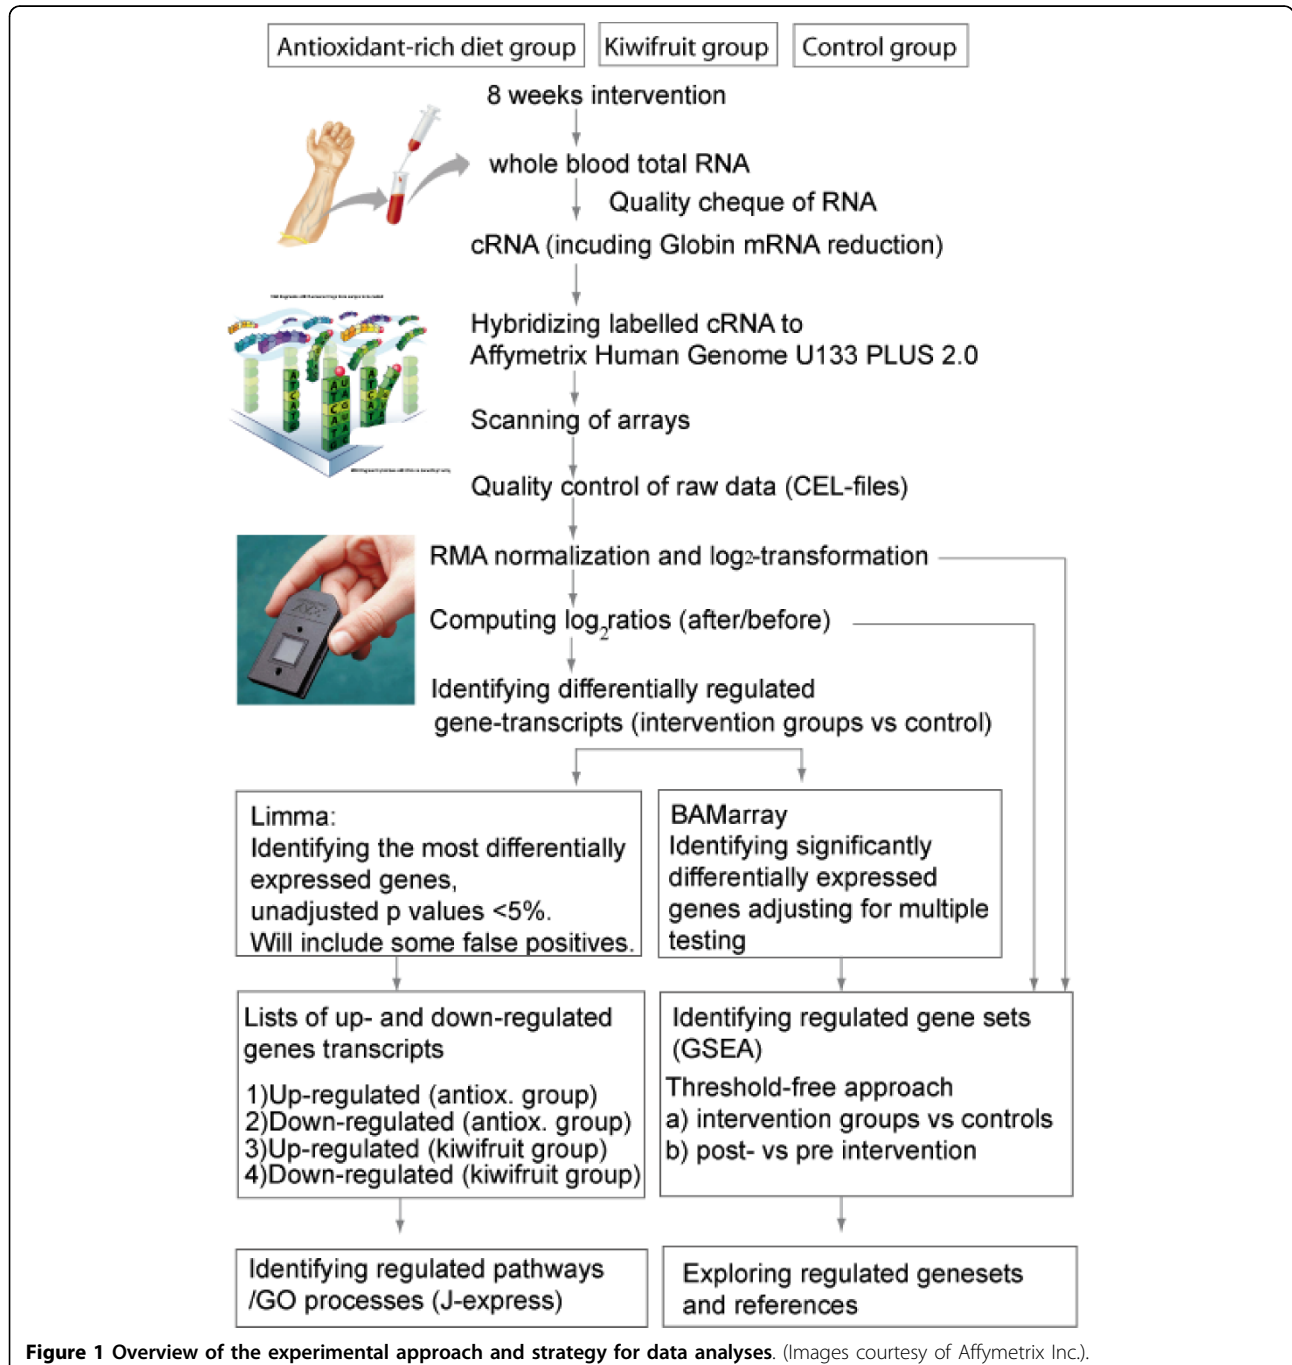 Antioxidant-rich diet group
Kiwifruit group
Control group
8 weeks intervention
whole blood total RNA
Quality cheque of RNA
cRNA (incuding Globin mRNA reduction)
Hybridizing labelled cRNA to
Affymetrix Human Genome U133 PLUS 2.0
Scanning of arrays
Quality control of raw data (CEL-files)
RMA normalization and log2-transformation
Computing log2ratios (after/before)
Identifying differentially regulated
gene-transcripts (intervention groups vs control)
Limma:
Identifying the most differentially
expressed genes,
unadjusted p values <5%.
Will include some false positives.
BAMarray
Identifying significantly
differentially expressed
genes adjusting for multiple
testing
Lists of up- and down-regulated
genes transcripts
1)Up-regulated (antiox. group)
2)Down-regulated (antiox. group)
3)Up-regulated (kiwifruit group)
4)Down-regulated (kiwifruit group)
Identifying regulated gene sets
(GSEA)
Threshold-free approach
a) intervention groups vs controls
b) post- vs pre intervention
Identifying regulated pathways
/GO processes (J-express)
Exploring regulated genesets
and references
Figure 1 Overview of the experimental approach and strategy for data analyses. (Images courtesy of Affymetrix Inc.).